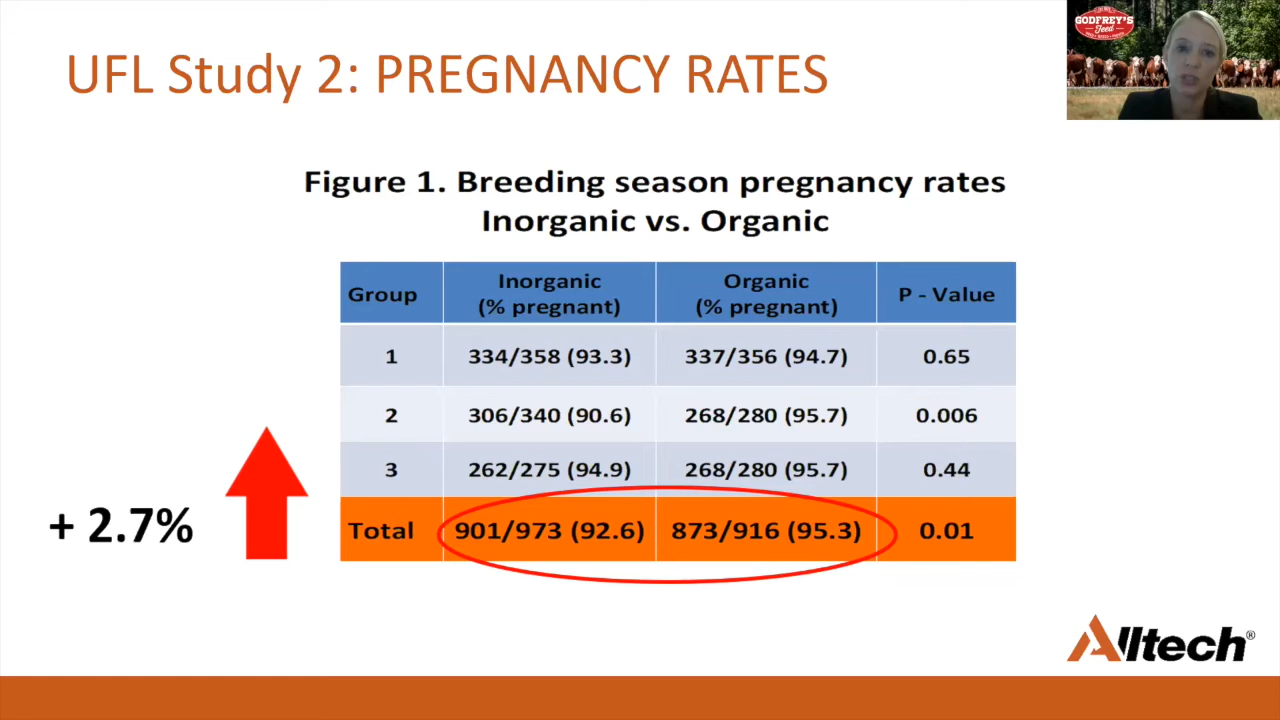 UFL Study 2: PREGNANCY RATES
GODFREY'S
Feed
Figure 1. Breeding season pregnancy rates
Inorganic vs. Organic
Group Inorganic (% pregnant) Organic (% pregnant) P - Value
1 334/358 (93.3) 337/356 (94.7) 0.65
2 306/340 (90.6) 268/280 (95.7) 0.006
3 262/275 (94.9) 268/280 (95.7) 0.44
Total 901/973 (92.6) 873/916 (95.3) 0.01
+ 2.7%
Alltech®